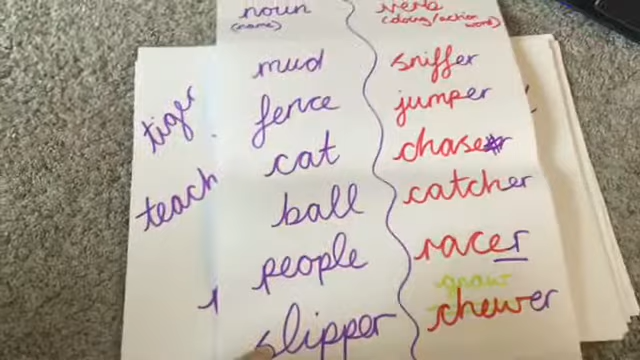 noun verb
(name) (doing/action word)
mud sniffer
fence jumper
cat chaser
ball catcher
people racer
gnaw
slipper chewer
tiger
teach